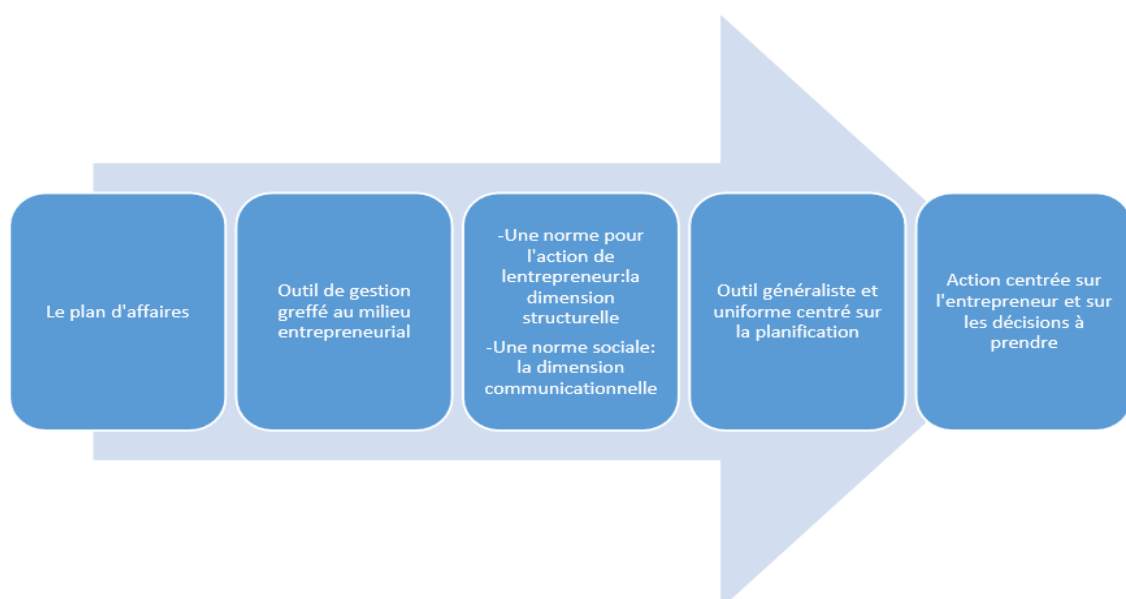 Le plan d'affaires
Outil de gestion
greffé au milieu
entrepreneurial
-Une norme pour
l'action de
lentrepreneur:la
dimension
structurelle
-Une norme sociale:
la dimension
communicationnelle
Outil généraliste et
uniforme centré sur
la planification
Action centrée sur
l'entrepreneur et sur
les décisions à
prendre